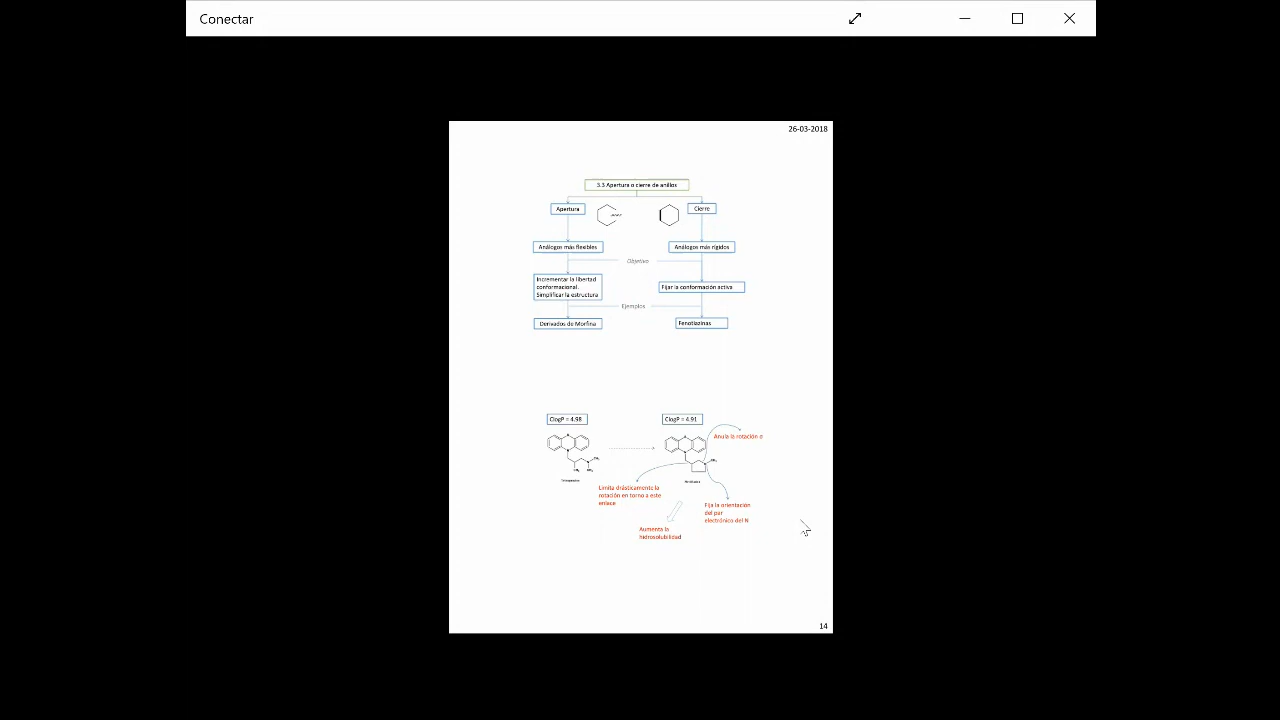 Conectar
26-03-2018
3.3 Apertura o cierre de anillos
Apertura
Cierre
Análogos más flexibles
Análogos más rígidos
Objetivo
Incrementar la libertad
conformacional.
Simplificar la estructura
Fijar la conformación activa
Ejemplos
Derivados de Morfina
Fenotiazinas
ClogP = 4.98
ClogP = 4.91
Anula la rotación σ
Limita drásticamente la
rotación en torno a este
enlace
Fija la orientación
del par
electrónico del N
Aumenta la
hidrosolubilidad
14